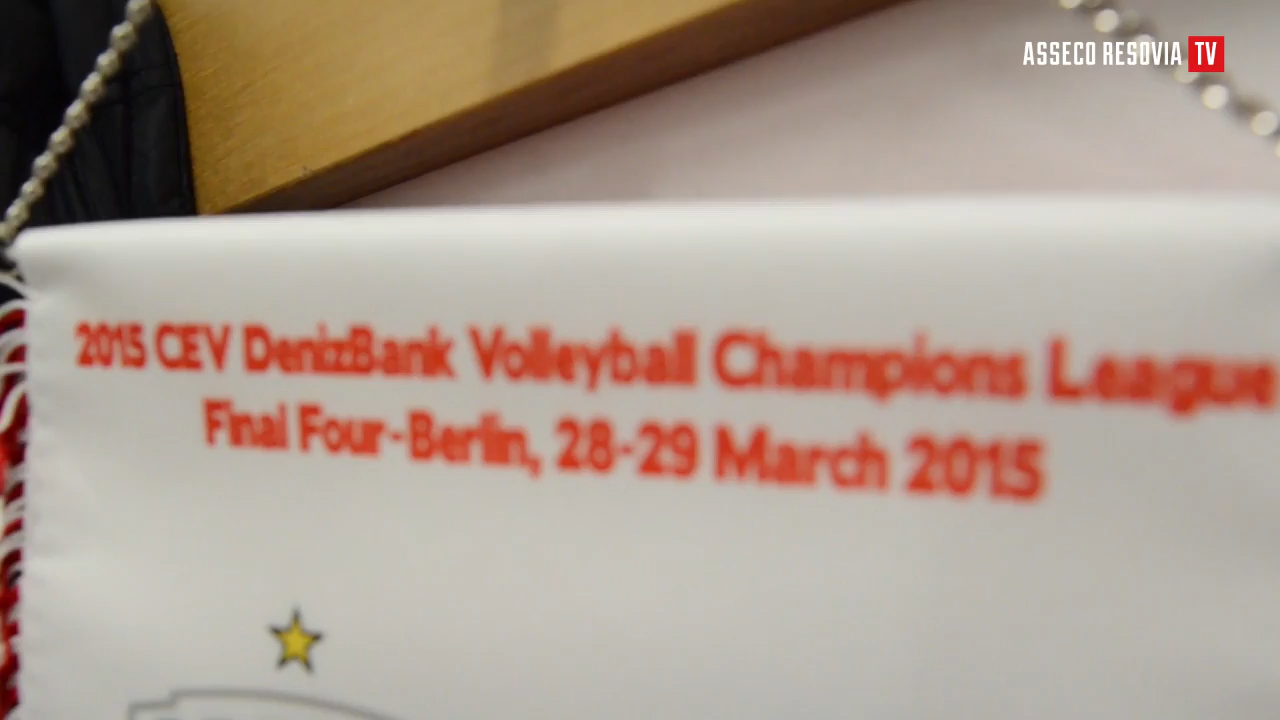 ASSECO RESOVIA TV
2015 CEV DenizBank Volleyball Champions League
Final Four-Berlin, 28-29 March 2015